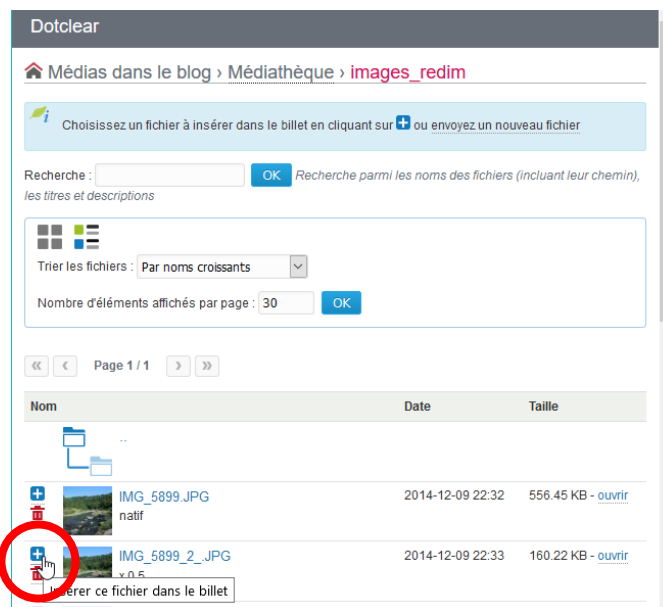 Dotclear
Médias dans le blog › Médiathèque › images_redim
Choisissez un fichier à insérer dans le billet en cliquant sur ou envoyez un nouveau fichier
Recherche : OK Recherche parmi les noms des fichiers (incluant leur chemin),
les titres et descriptions
Trier les fichiers : Par noms croissants
Nombre d'éléments affichés par page : 30 OK
« ‹ Page 1 / 1 › »
Nom Date Taille
..
IMG_5899.JPG 2014-12-09 22:32 556.45 KB - ouvrir
natif
IMG_5899_2_.JPG 2014-12-09 22:33 160.22 KB - ouvrir
x 0.5
Insérer ce fichier dans le billet